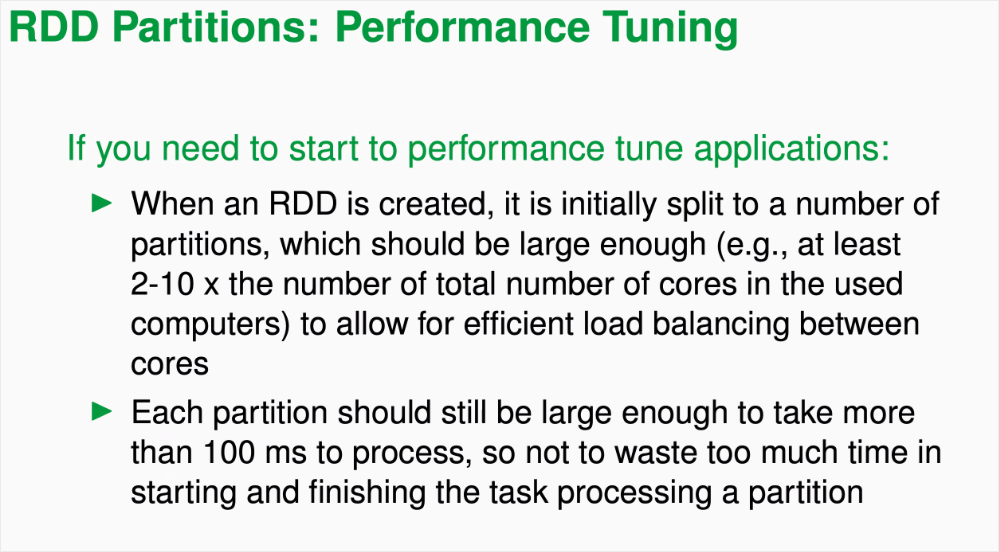 RDD Partitions: Performance Tuning
If you need to start to performance tune applications:
When an RDD is created, it is initially split to a number of
partitions, which should be large enough (e.g., at least
2-10 x the number of total number of cores in the used
computers) to allow for efficient load balancing between
cores
Each partition should still be large enough to take more
than 100 ms to process, so not to waste too much time in
starting and finishing the task processing a partition